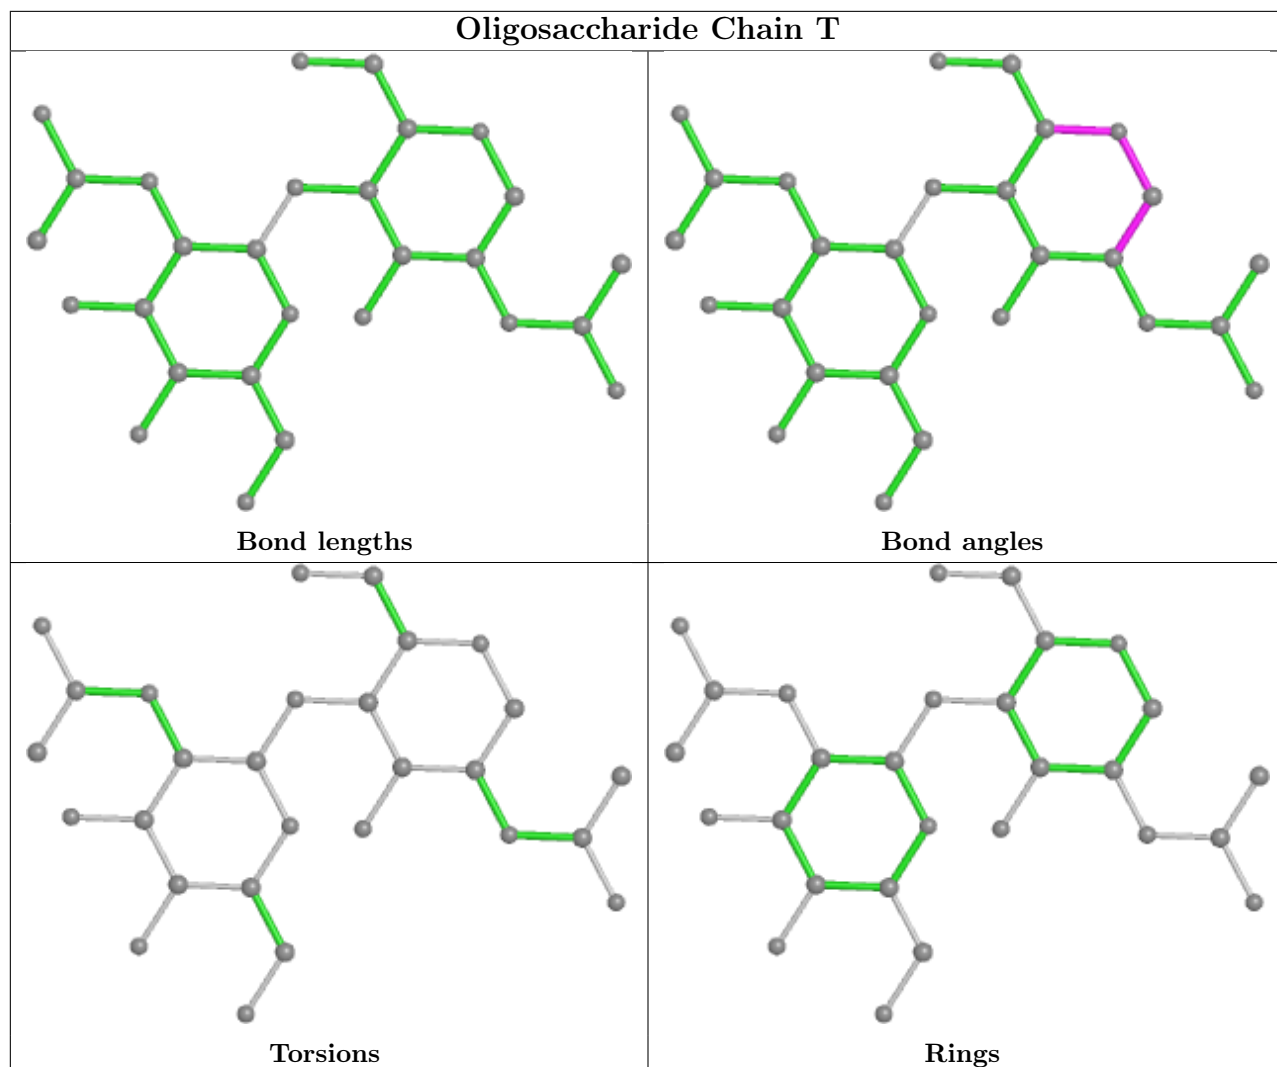 Oligosaccharide Chain T
Bond lengths
Bond angles
Torsions
Rings